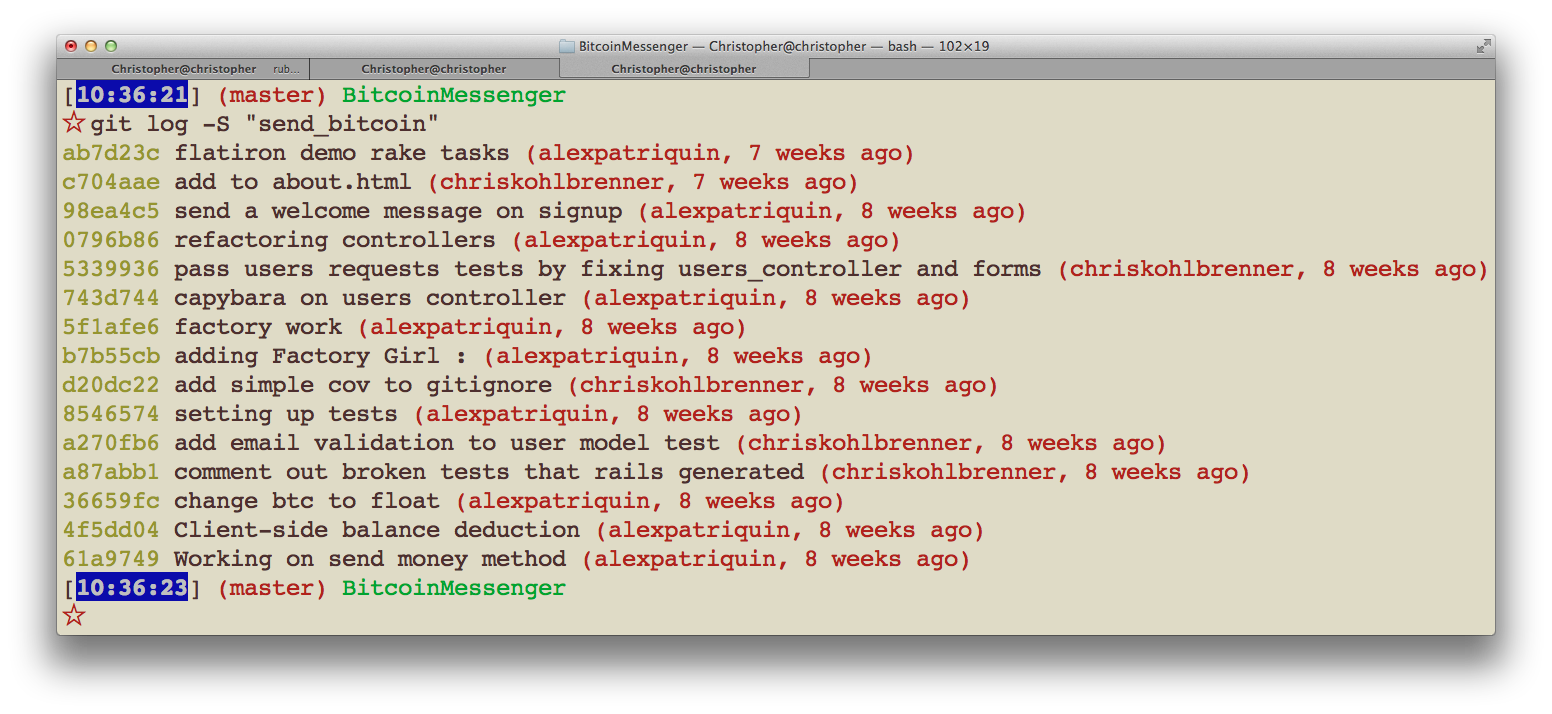 BitcoinMessenger — Christopher@christopher — bash — 102×19
Christopher@christopher rub... Christopher@christopher Christopher@christopher
[10:36:21] (master) BitcoinMessenger
☆ git log -S "send_bitcoin"
ab7d23c flatiron demo rake tasks (alexpatriquin, 7 weeks ago)
c704aae add to about.html (chriskohlbrenner, 7 weeks ago)
98ea4c5 send a welcome message on signup (alexpatriquin, 8 weeks ago)
0796b86 refactoring controllers (alexpatriquin, 8 weeks ago)
5339936 pass users requests tests by fixing users_controller and forms (chriskohlbrenner, 8 weeks ago)
743d744 capybara on users controller (alexpatriquin, 8 weeks ago)
5f1afe6 factory work (alexpatriquin, 8 weeks ago)
b7b55cb adding Factory Girl : (alexpatriquin, 8 weeks ago)
d20dc22 add simple cov to gitignore (chriskohlbrenner, 8 weeks ago)
8546574 setting up tests (alexpatriquin, 8 weeks ago)
a270fb6 add email validation to user model test (chriskohlbrenner, 8 weeks ago)
a87abb1 comment out broken tests that rails generated (chriskohlbrenner, 8 weeks ago)
36659fc change btc to float (alexpatriquin, 8 weeks ago)
4f5dd04 Client-side balance deduction (alexpatriquin, 8 weeks ago)
61a9749 Working on send money method (alexpatriquin, 8 weeks ago)
[10:36:23] (master) BitcoinMessenger
☆